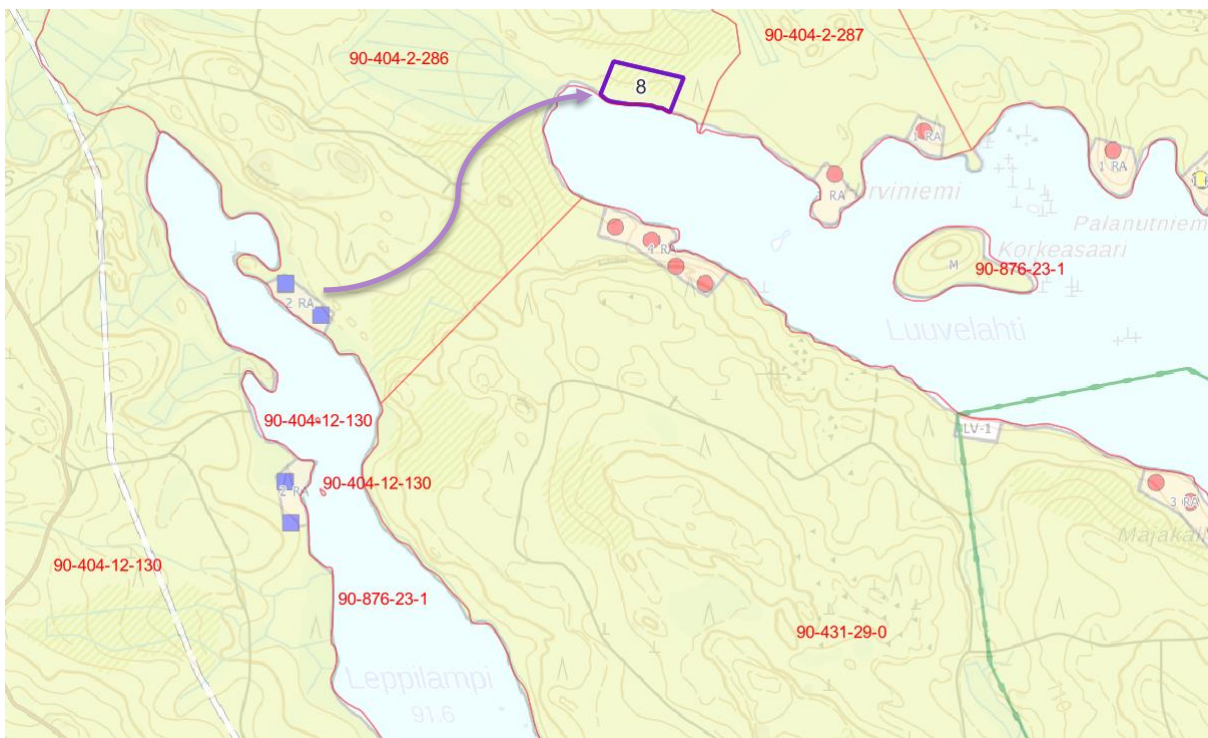 90-404-2-287
90-404-2-286
8
1 RA
1 RA
RA
rviniemi
Palanutniem
Korkeasaari
4 RA
M
90-876-23-1
2 RA
Luuvelahti
90-404-12-130
LV-1
90-404-12-130
2 RA
3 RA
Majakall
90-404-12-130
90-876-23-1
90-431-29-0
Leppilampi
91.6